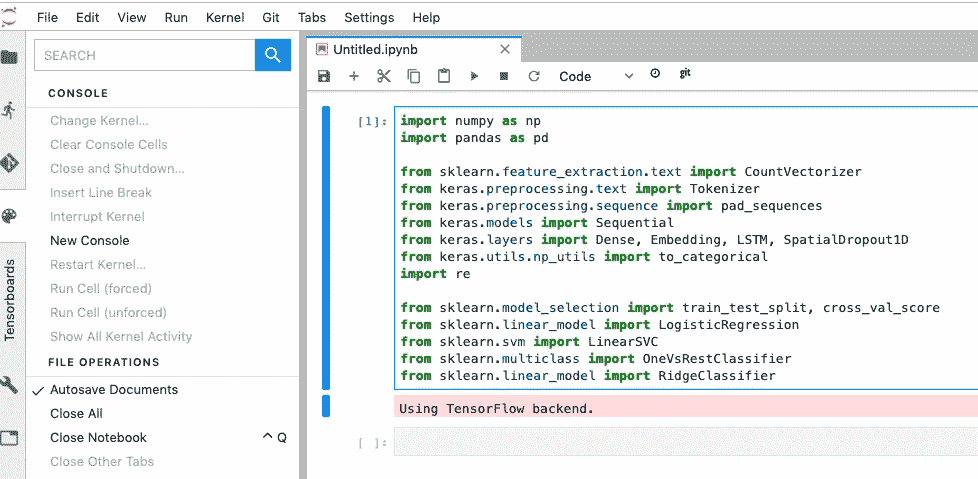 File Edit View Run Kernel Git Tabs Settings Help
SEARCH
CONSOLE
Change Kernel...
Clear Console Cells
Close and Shutdown...
Insert Line Break
Interrupt Kernel
New Console
Restart Kernel...
Run Cell (forced)
Run Cell (unforced)
Show All Kernel Activity
FILE OPERATIONS
Autosave Documents
Close All
Close Notebook ^ Q
Close Other Tabs
Tensorboards
Untitled.ipynb
Code git
[1]:
import numpy as np
import pandas as pd
from sklearn.feature_extraction.text import CountVectorizer
from keras.preprocessing.text import Tokenizer
from keras.preprocessing.sequence import pad_sequences
from keras.models import Sequential
from keras.layers import Dense, Embedding, LSTM, SpatialDropout1D
from keras.utils.np_utils import to_categorical
import re
from sklearn.model_selection import train_test_split, cross_val_score
from sklearn.linear_model import LogisticRegression
from sklearn.svm import LinearSVC
from sklearn.multiclass import OneVsRestClassifier
from sklearn.linear_model import RidgeClassifier
Using TensorFlow backend.
[ ]: